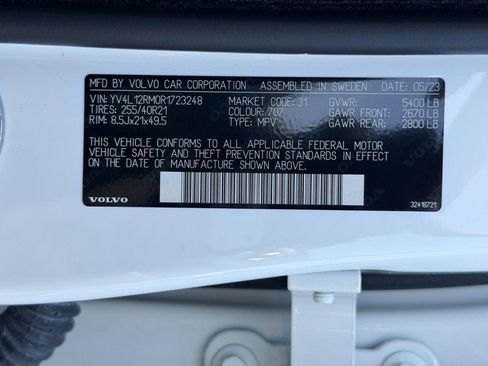 MFD BY VOLVO CAR CORPORATION ASSEMBLED IN SWEDEN DATE: 05/23
VIN: YV4L12RM0R1723248 MARKET CODE: 31 GVWR: 5400 LB
TIRES: 255/40R21 COLOUR: 707 GAWR FRONT: 2670 LB
RIM: 8.5Jx21x49.5 TYPE: MPV GAWR REAR: 2800 LB
THIS VEHICLE CONFORMS TO ALL APPLICABLE FEDERAL MOTOR
VEHICLE SAFETY AND THEFT PREVENTION STANDARDS IN EFFECT ON THE
DATE OF MANUFACTURE SHOWN ABOVE.
VOLVO 32418721